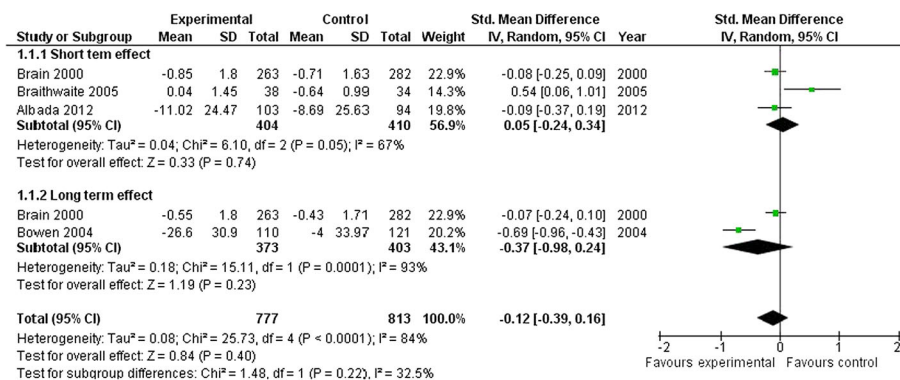 Experimental Control Std. Mean Difference Std. Mean Difference
Study or Subgroup Mean SD Total Mean SD Total Weight IV, Random, 95% CI Year IV, Random, 95% CI
1.1.1 Short tem effect
Brain 2000 -0.85 1.8 263 -0.71 1.63 282 22.9% -0.08 [-0.25, 0.09] 2000
Braithwaite 2005 0.04 1.45 38 -0.64 0.99 34 14.3% 0.54 [0.06, 1.01] 2005
Albada 2012 -11.02 24.47 103 -8.69 25.63 94 19.8% -0.09 [-0.37, 0.19] 2012
Subtotal (95% CI) 404 410 56.9% 0.05 [-0.24, 0.34]
Heterogeneity: Tau² = 0.04; Chi² = 6.10, df = 2 (P = 0.05); I² = 67%
Test for overall effect: Z = 0.33 (P = 0.74)
1.1.2 Long term effect
Brain 2000 -0.55 1.8 263 -0.43 1.71 282 22.9% -0.07 [-0.24, 0.10] 2000
Bowen 2004 -26.6 30.9 110 -4 33.97 121 20.2% -0.69 [-0.96, -0.43] 2004
Subtotal (95% CI) 373 403 43.1% -0.37 [-0.98, 0.24]
Heterogeneity: Tau² = 0.18; Chi² = 15.11, df = 1 (P = 0.0001); I² = 93%
Test for overall effect: Z = 1.19 (P = 0.23)
Total (95% CI) 777 813 100.0% -0.12 [-0.39, 0.16]
Heterogeneity: Tau² = 0.08; Chi² = 25.73, df = 4 (P < 0.0001); I² = 84%
Test for overall effect: Z = 0.84 (P = 0.40)
Test for subgroup differences: Chi² = 1.48, df = 1 (P = 0.22), I² = 32.5%
-2 -1 0 1 2
Favours experimental Favours control